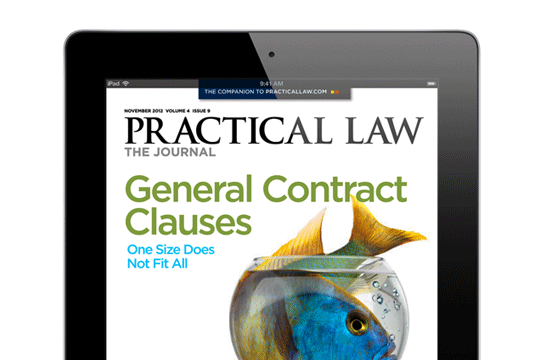 iPad
9:41 AM
THE COMPANION TO PRACTICALLAW.COM
NOVEMBER 2012 VOLUME 4 ISSUE 9
PRACTICAL LAW
THE JOURNAL
General Contract
Clauses
One Size Does
Not Fit All